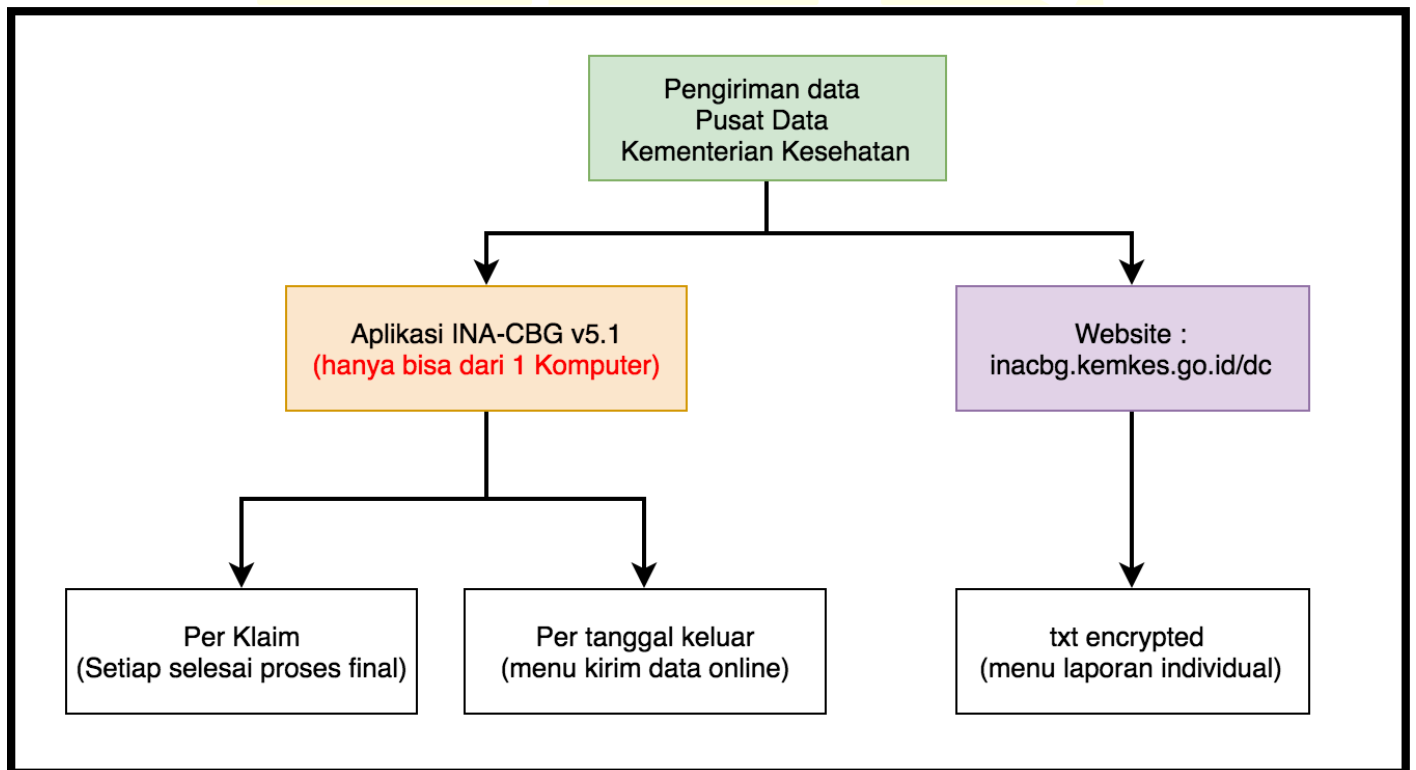 Pengiriman data
Pusat Data
Kementerian Kesehatan
Aplikasi INA-CBG v5.1
(hanya bisa dari 1 Komputer)
Website :
inacbg.kemkes.go.id/dc
Per Klaim
(Setiap selesai proses final)
Per tanggal keluar
(menu kirim data online)
txt encrypted
(menu laporan individual)